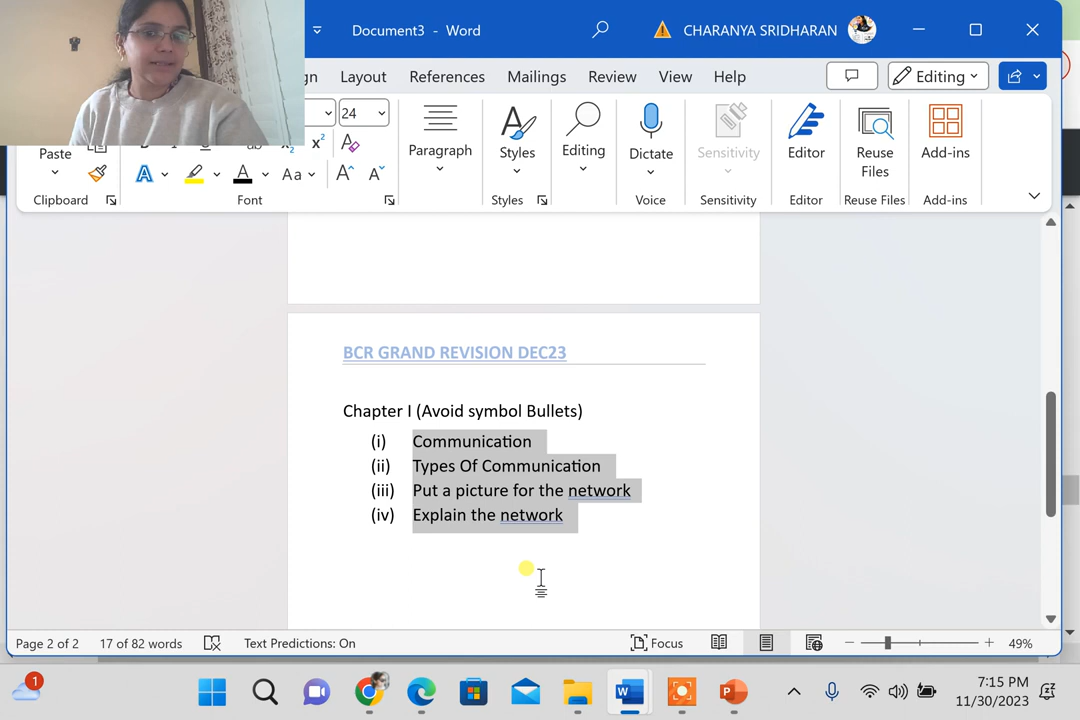 Document3 - Word
CHARANYA SRIDHARAN
Layout References Mailings Review View Help
Editing
24
Paste
Aa
Paragraph
Styles
Editing
Dictate
Sensitivity
Editor
Reuse
Files
Add-ins
Clipboard
Font
Styles
Voice
Sensitivity
Editor
Reuse Files
Add-ins
BCR GRAND REVISION DEC23
Chapter I (Avoid symbol Bullets)
(i) Communication
(ii) Types Of Communication
(iii) Put a picture for the network
(iv) Explain the network
Page 2 of 2 17 of 82 words Text Predictions: On Focus 49%
1
7:15 PM
11/30/2023